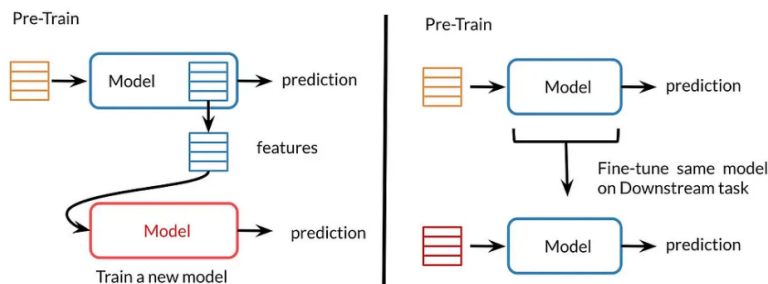 Pre-Train
Model
prediction
features
Model
prediction
Train a new model
Pre-Train
Model
prediction
Fine-tune same model
on Downstream task
Model
prediction